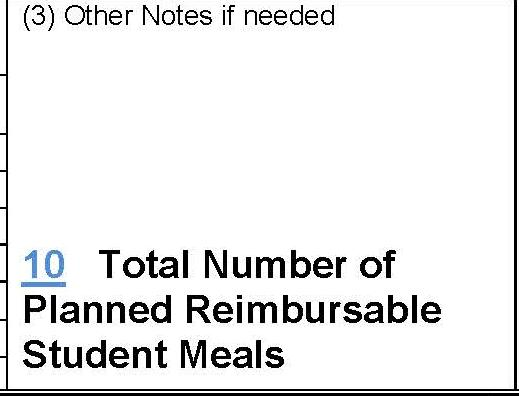 (3) Other Notes if needed
10 Total Number of
Planned Reimbursable
Student Meals